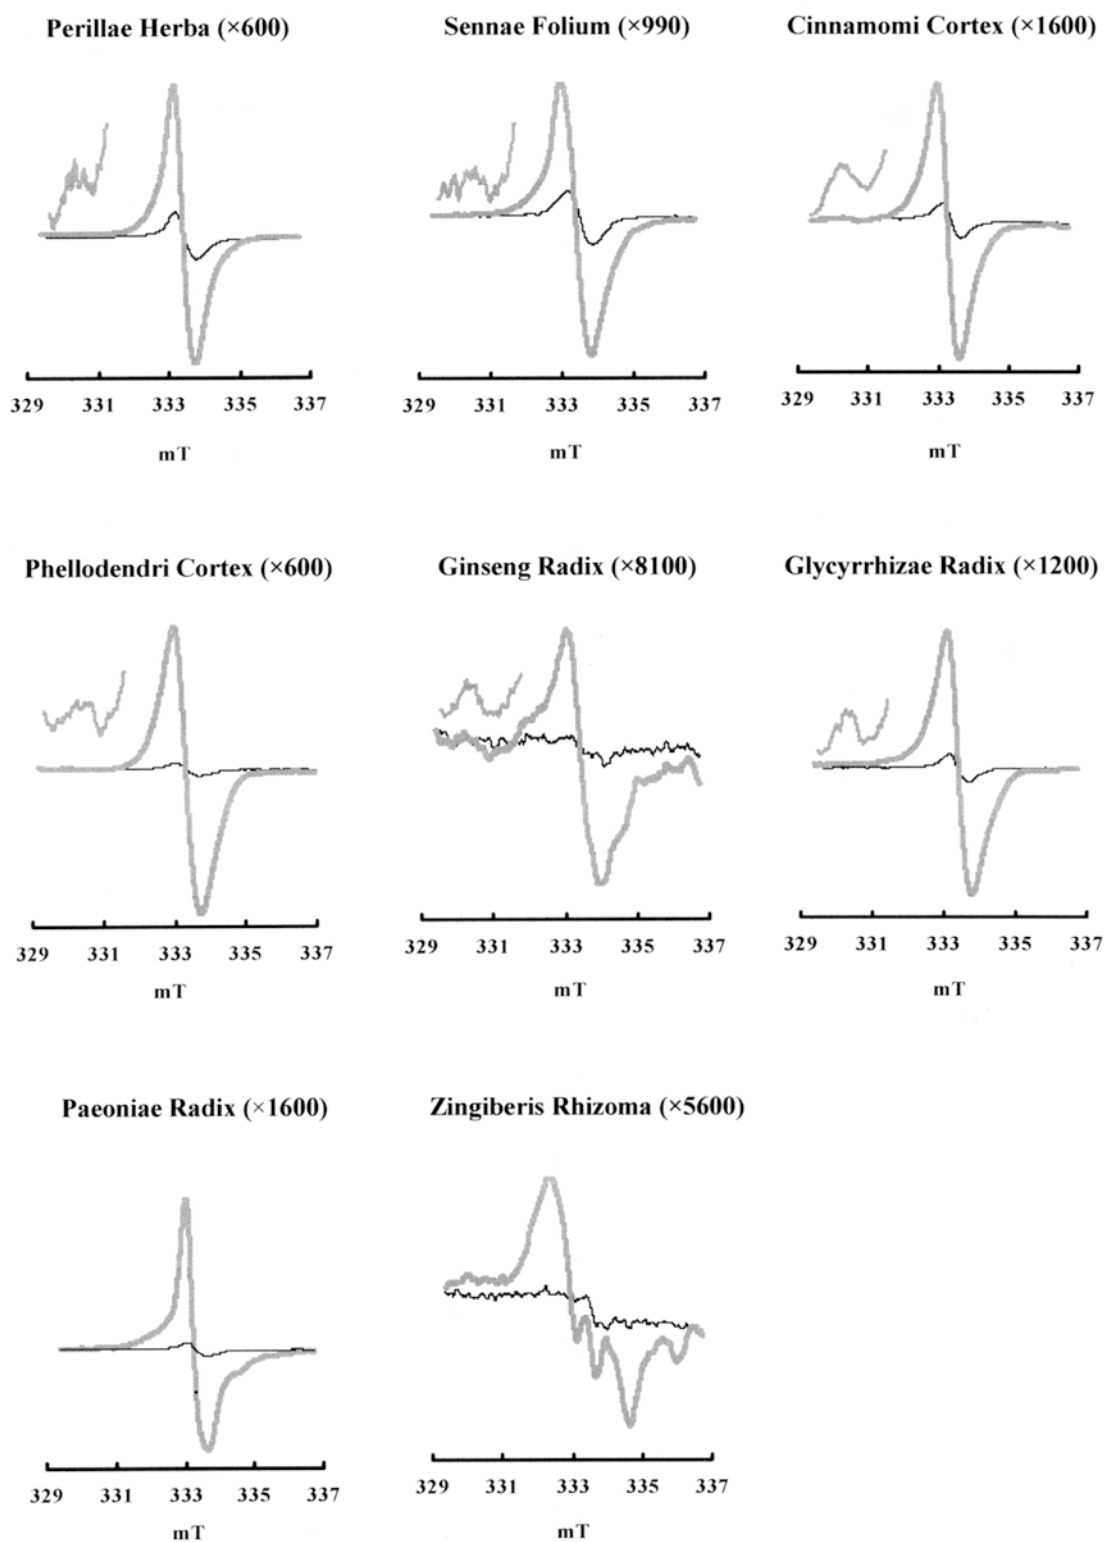 Perillae Herba (×600) Sennae Folium (×990) Cinnamomi Cortex (×1600)
329 331 333 335 337 329 331 333 335 337 329 331 333 335 337
mT mT mT
Phellodendri Cortex (×600) Ginseng Radix (×8100) Glycyrrhizae Radix (×1200)
329 331 333 335 337 329 331 333 335 337 329 331 333 335 337
mT mT mT
Paeoniae Radix (×1600) Zingiberis Rhizoma (×5600)
329 331 333 335 337 329 331 333 335 337
mT mT